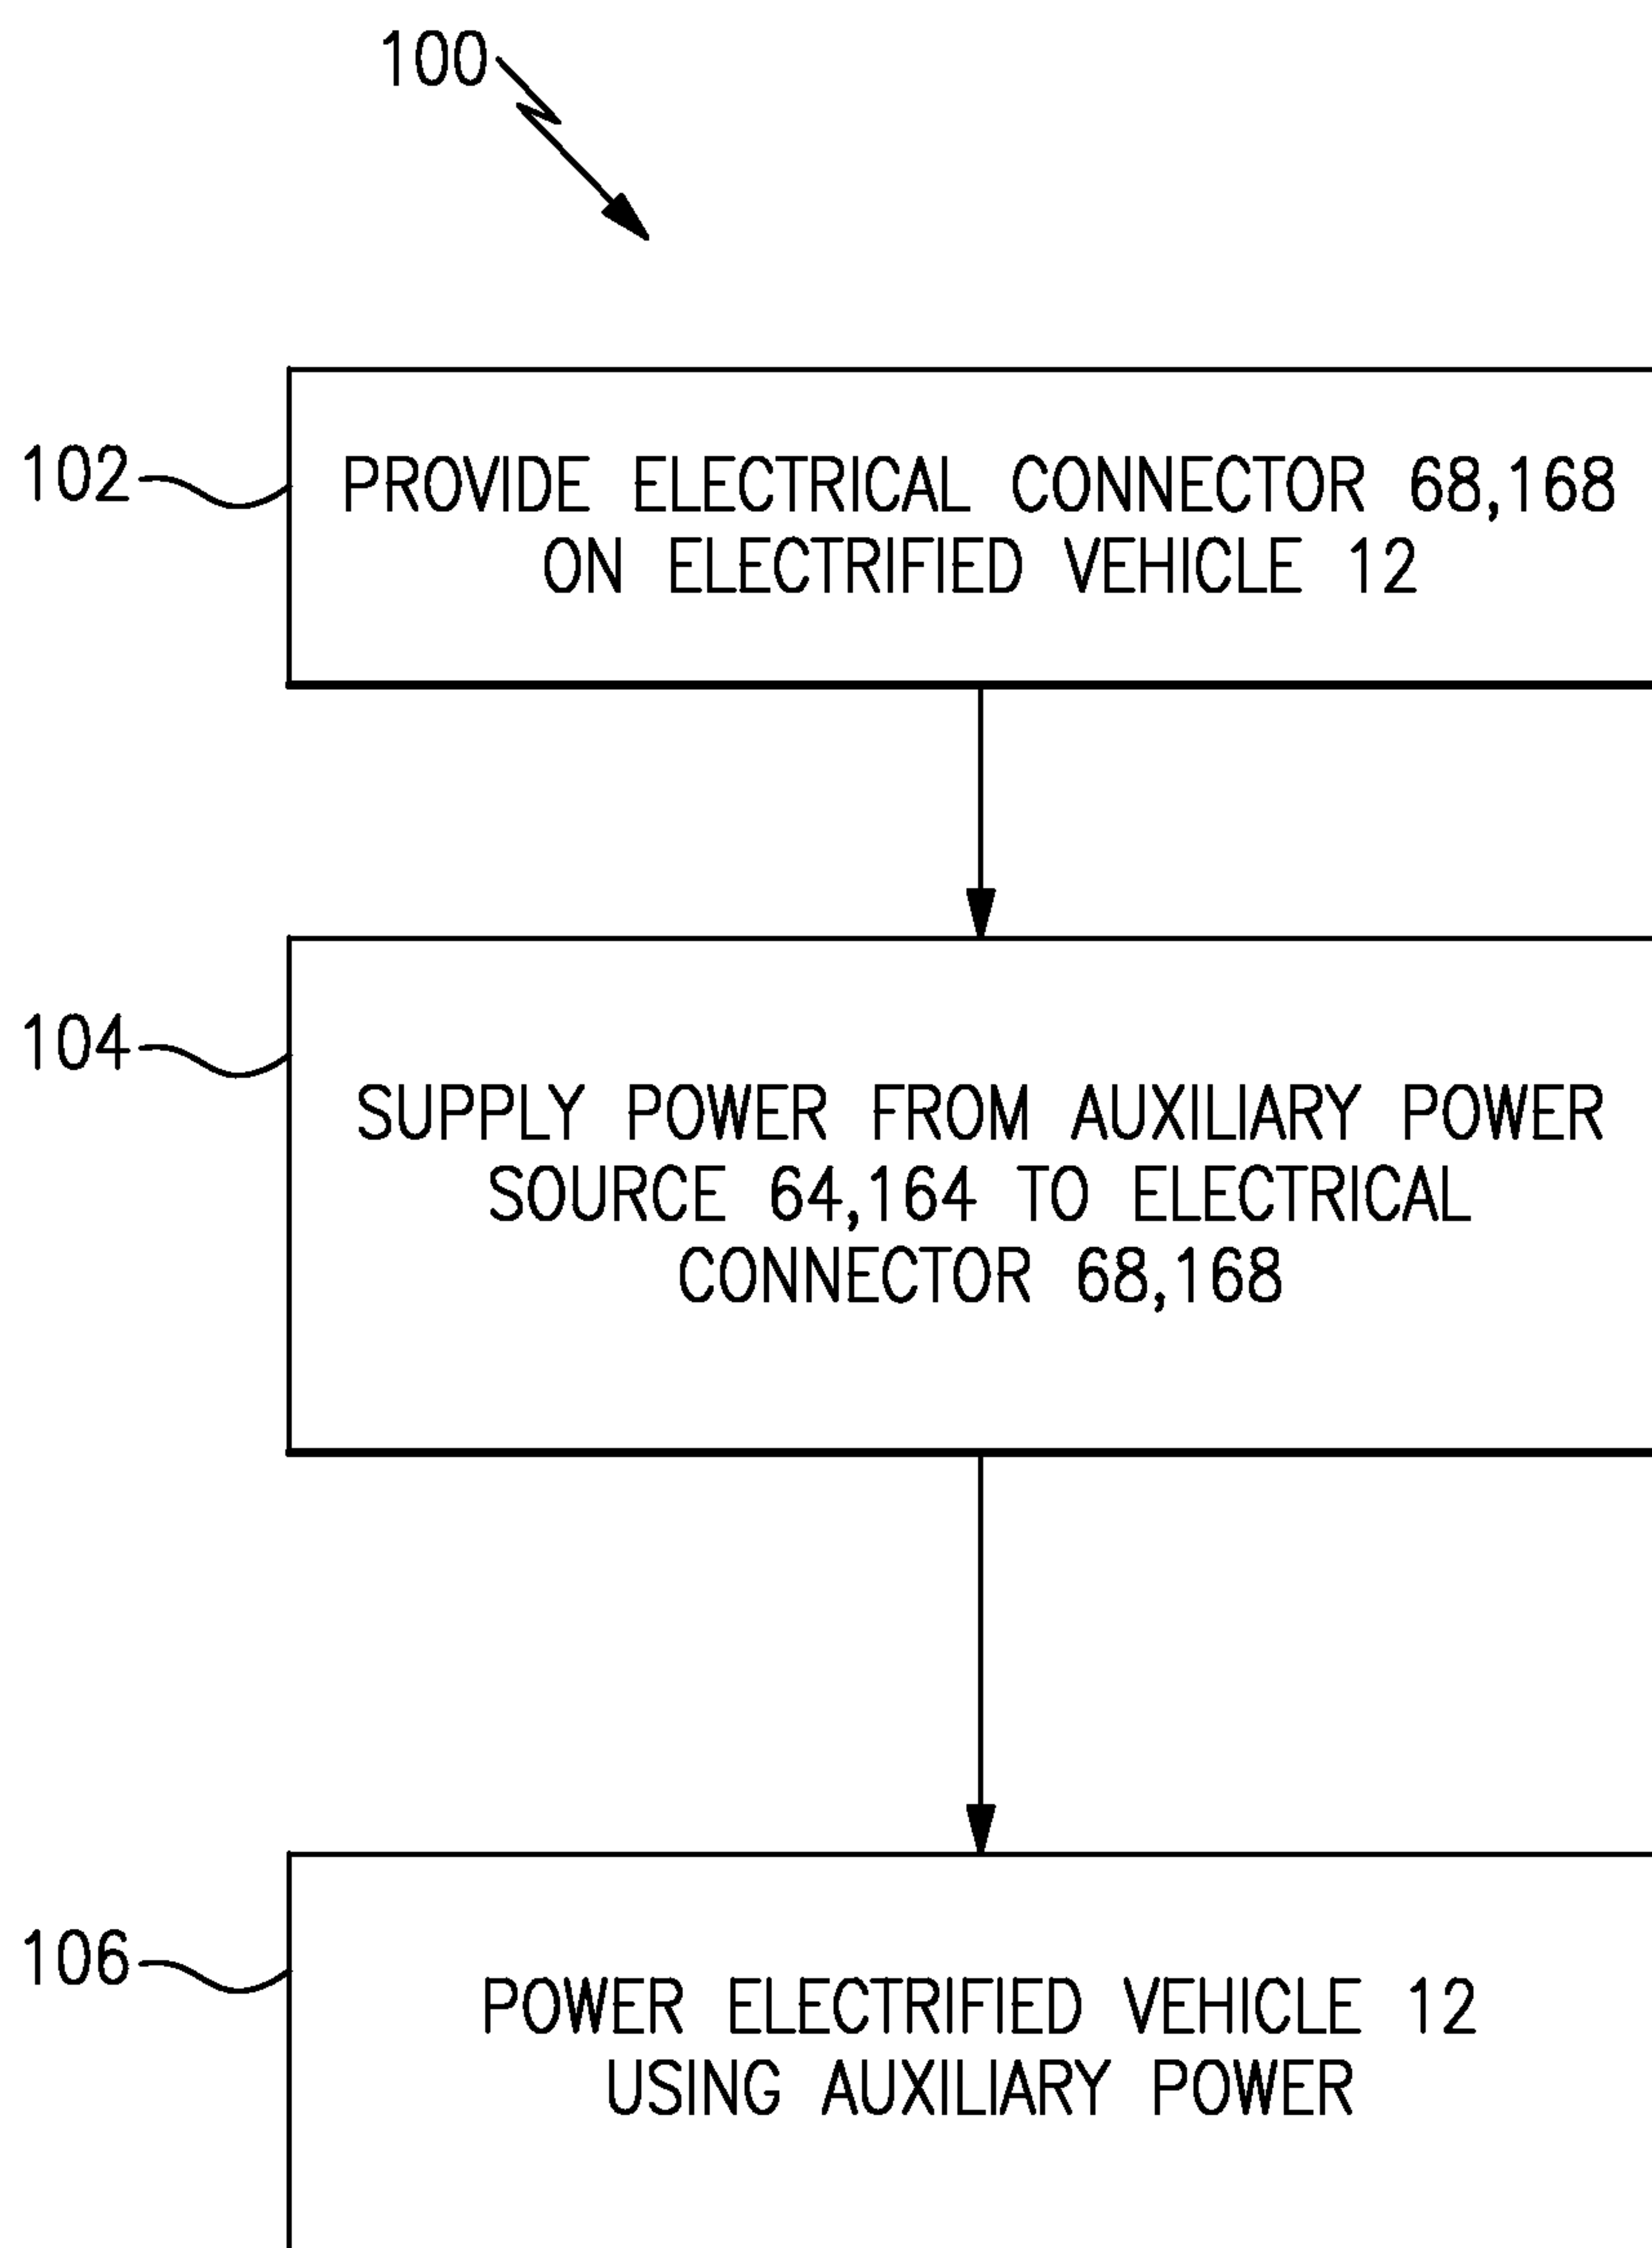 100
102
PROVIDE ELECTRICAL CONNECTOR 68,168
ON ELECTRIFIED VEHICLE 12
104
SUPPLY POWER FROM AUXILIARY POWER
SOURCE 64,164 TO ELECTRICAL
CONNECTOR 68,168
106
POWER ELECTRIFIED VEHICLE 12
USING AUXILIARY POWER